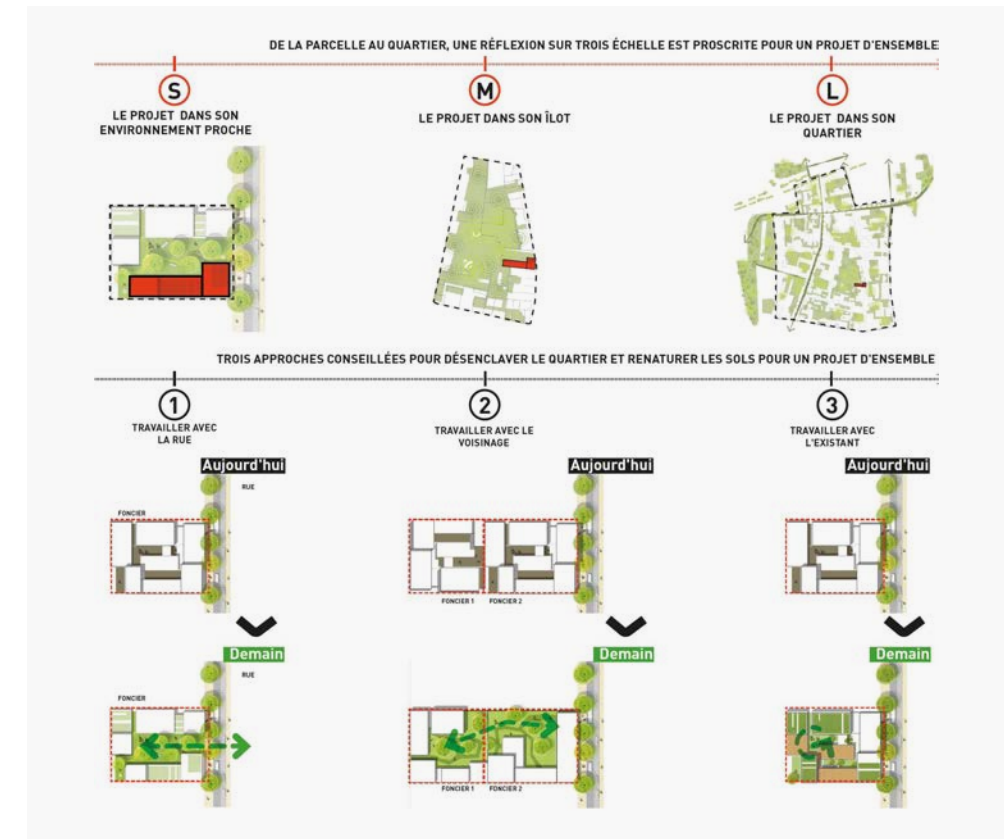 DE LA PARCELLE AU QUARTIER, UNE RÉFLEXION SUR TROIS ÉCHELLE EST PROSCRITE POUR UN PROJET D'ENSEMBLE
S
M
L
LE PROJET DANS SON
ENVIRONNEMENT PROCHE
LE PROJET DANS SON ÎLOT
LE PROJET DANS SON
QUARTIER
TROIS APPROCHES CONSEILLÉES POUR DÉSENCLAVER LE QUARTIER ET RENATURER LES SOLS POUR UN PROJET D'ENSEMBLE
1
2
3
TRAVAILLER AVEC
LA RUE
TRAVAILLER AVEC LE
VOISINAGE
TRAVAILLER AVEC
L'EXISTANT
Aujourd'hui
Aujourd'hui
Aujourd'hui
RUE
FONCIER
FONCIER 1
FONCIER 2
Demain
Demain
Demain
RUE
FONCIER
FONCIER 1
FONCIER 2